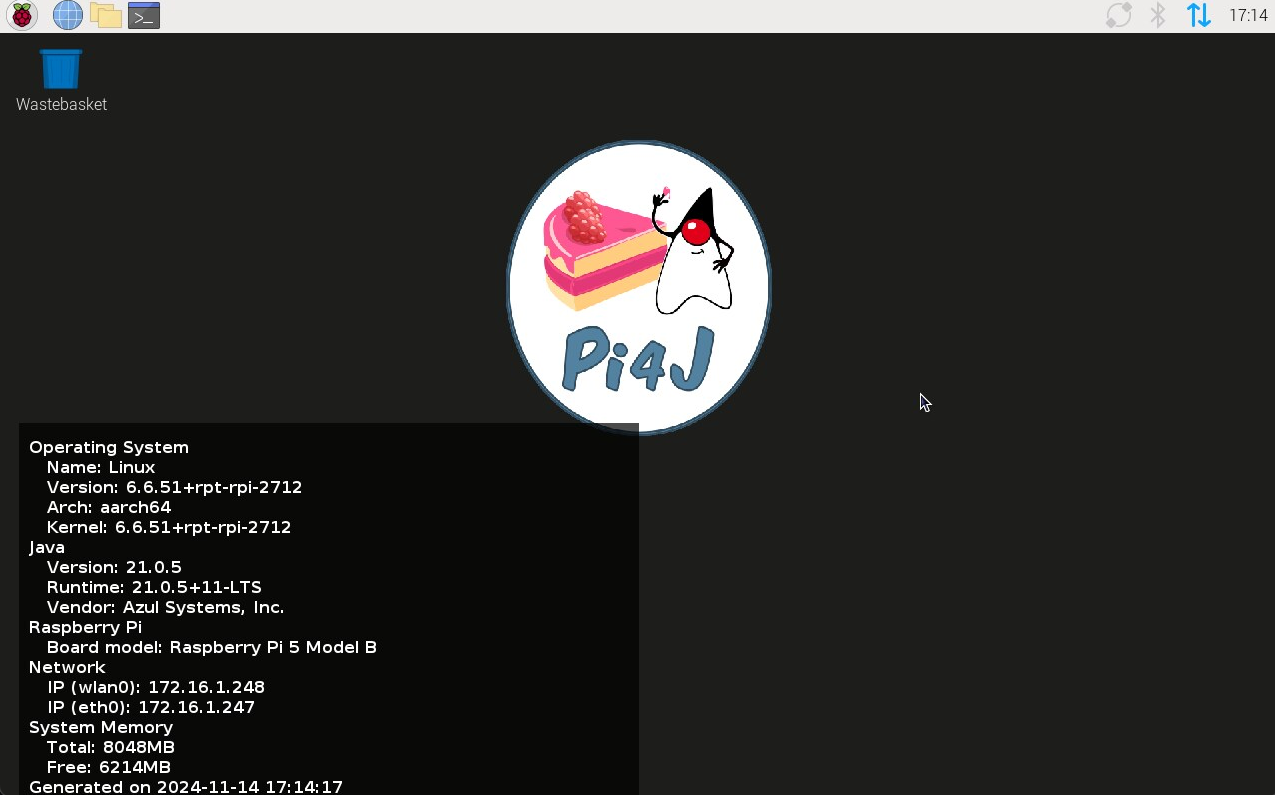 >_
17:14
Wastebasket
Pi4J
Operating System
Name: Linux
Version: 6.6.51+rpt-rpi-2712
Arch: aarch64
Kernel: 6.6.51+rpt-rpi-2712
Java
Version: 21.0.5
Runtime: 21.0.5+11-LTS
Vendor: Azul Systems, Inc.
Raspberry Pi
Board model: Raspberry Pi 5 Model B
Network
IP (wlan0): 172.16.1.248
IP (eth0): 172.16.1.247
System Memory
Total: 8048MB
Free: 6214MB
Generated on 2024-11-14 17:14:17